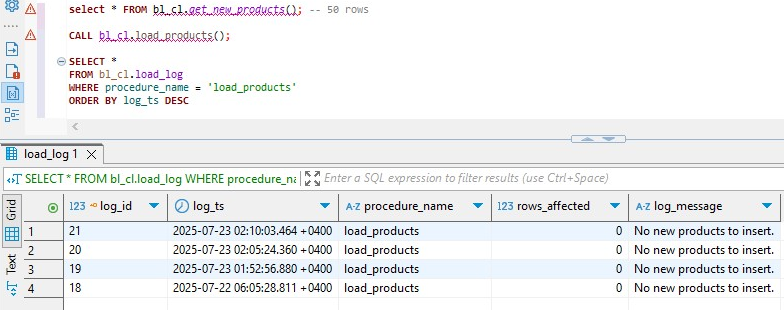 select * FROM bl_cl.get_new_products(); -- 50 rows
CALL bl_cl.load_products();
SELECT *
FROM bl_cl.load_log
WHERE procedure_name = 'load_products'
ORDER BY log_ts DESC
load_log 1
SELECT * FROM bl_cl.load_log WHERE procedure_na Enter a SQL expression to filter results (use Ctrl+Space)
Grid
Text
123 log_id log_ts A-Z procedure_name 123 rows_affected A-Z log_message
1 21 2025-07-23 02:10:03.464 +0400 load_products 0 No new products to insert.
2 20 2025-07-23 02:05:24.360 +0400 load_products 0 No new products to insert.
3 19 2025-07-23 01:52:56.880 +0400 load_products 0 No new products to insert.
4 18 2025-07-22 06:05:28.811 +0400 load_products 0 No new products to insert.